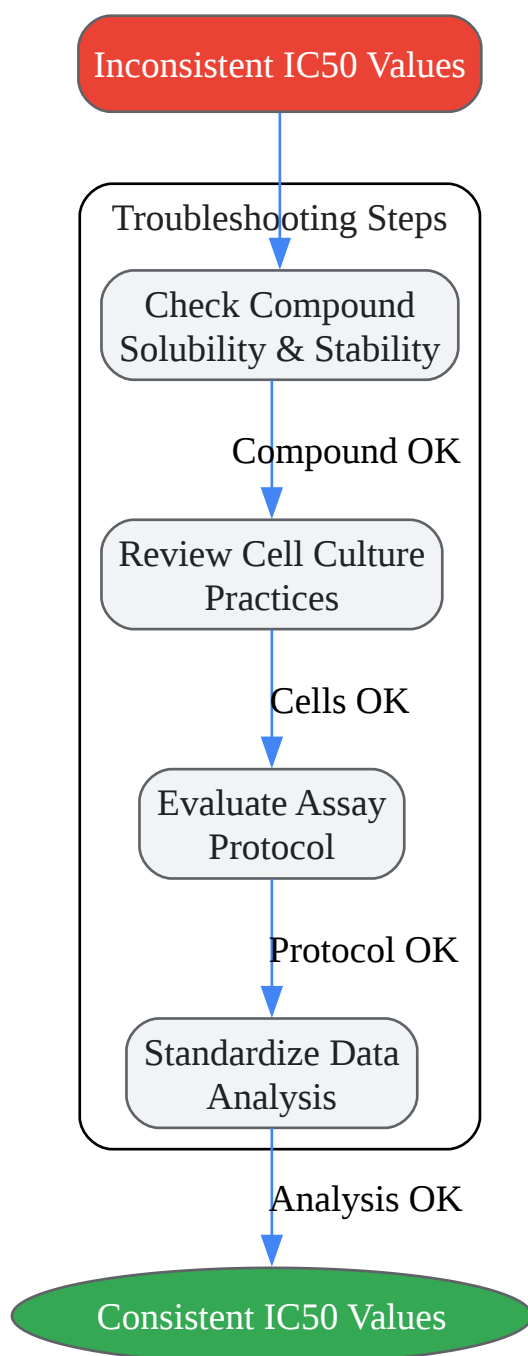 Inconsistent IC50 Values
Troubleshooting Steps
Check Compound
Solubility & Stability
Compound OK
Review Cell Culture
Practices
Cells OK
Evaluate Assay
Protocol
Protocol OK
Standardize Data
Analysis
Analysis OK
Consistent IC50 Values